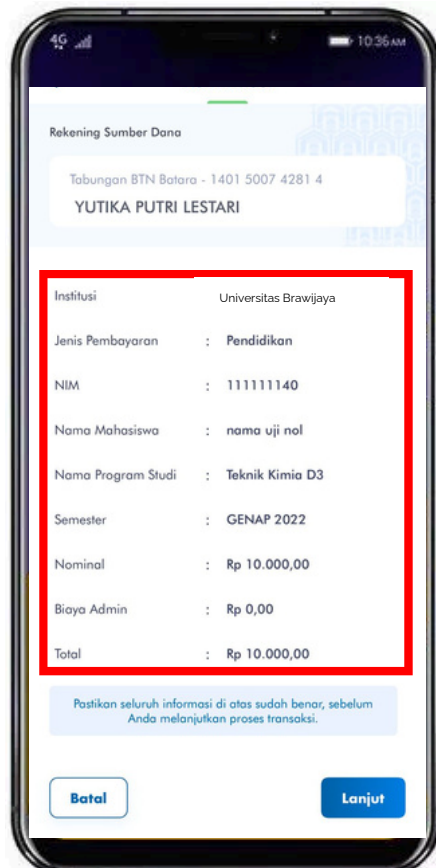 4G 10:36 AM
Rekening Sumber Dana
Tabungan BTN Batara - 1401 5007 4281 4
YUTIKA PUTRI LESTARI
Institusi Universitas Brawijaya
Jenis Pembayaran : Pendidikan
NIM : 111111140
Nama Mahasiswa : nama uji nol
Nama Program Studi : Teknik Kimia D3
Semester : GENAP 2022
Nominal : Rp 10.000,00
Biaya Admin : Rp 0,00
Total : Rp 10.000,00
Pastikan seluruh informasi di atas sudah benar, sebelum
Anda melanjutkan proses transaksi.
Batal Lanjut